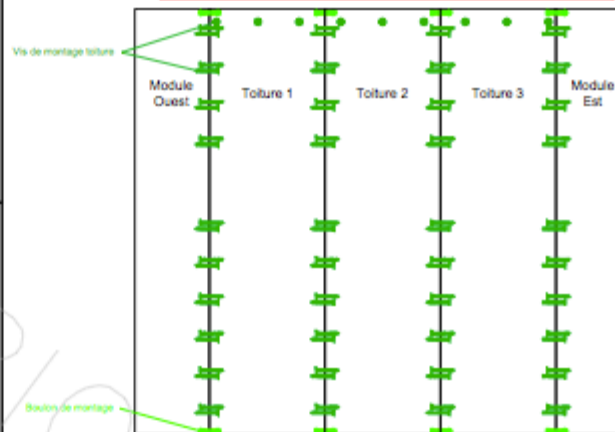 Vis de montage toiture
Module
Ouest
Toiture 1
Toiture 2
Toiture 3
Module
Est
Boulon de montage